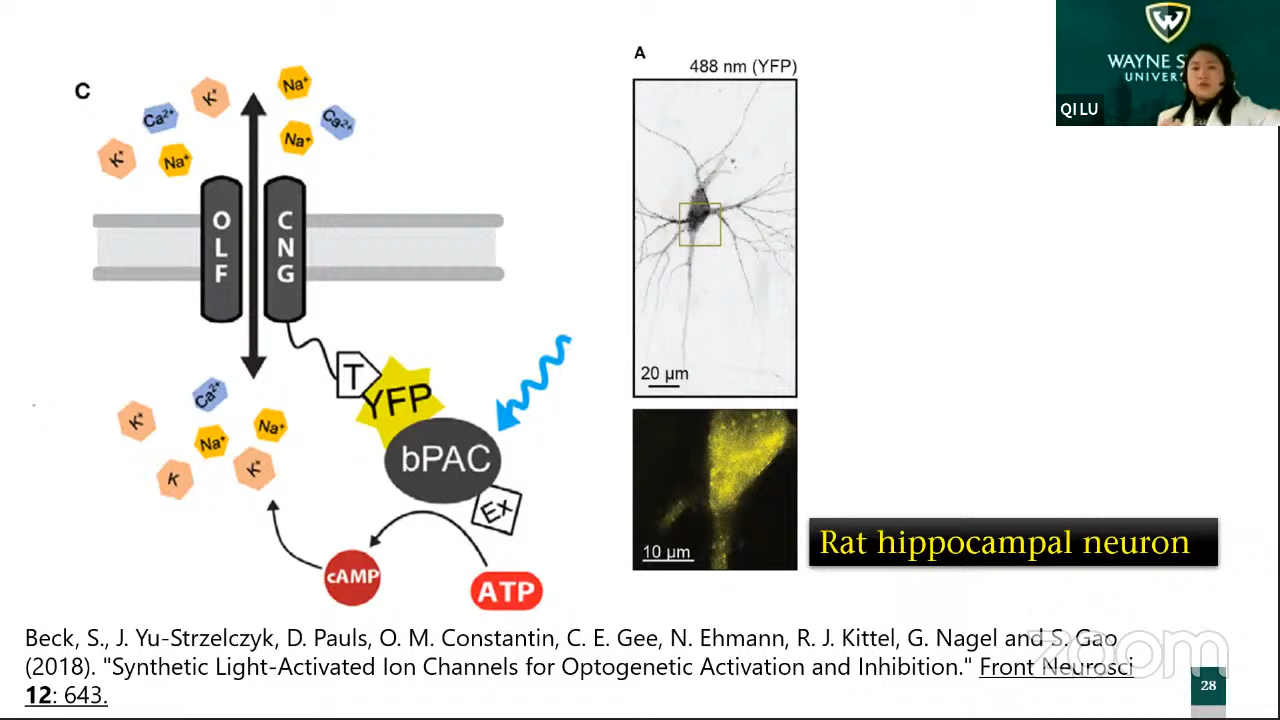 C
K⁺
Na⁺
Ca²⁺
Ca²⁺
Na⁺
K⁺
Na⁺
OLF
CNG
T
YFP
bPAC
Ex
Ca²⁺
K⁺
Na⁺
Na⁺
K
K⁺
cAMP
ATP
A
488 nm (YFP)
20 µm
10 µm
WAYNE S
UNIVER
QI LU
Rat hippocampal neuron
Beck, S., J. Yu-Strzelczyk, D. Pauls, O. M. Constantin, C. E. Gee, N. Ehmann, R. J. Kittel, G. Nagel and S. Gao
(2018). "Synthetic Light-Activated Ion Channels for Optogenetic Activation and Inhibition." Front Neurosci
12: 643.
zoom
28